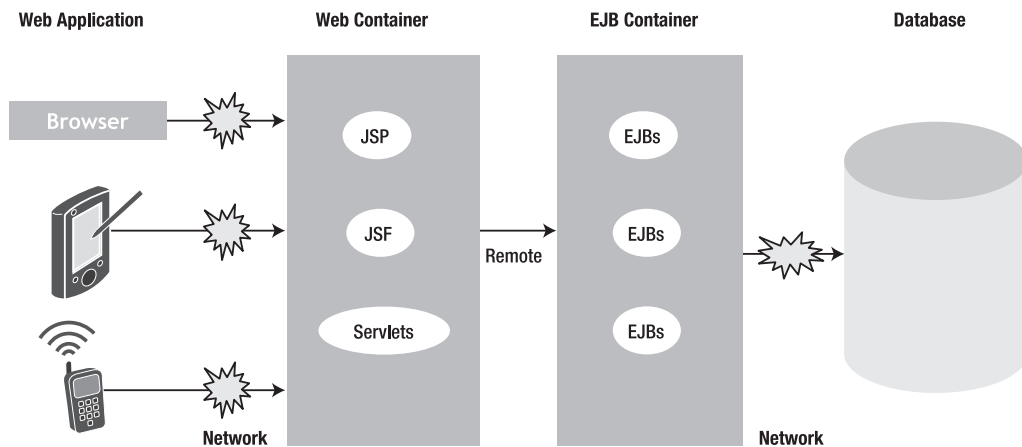 Web Application
Web Container
EJB Container
Database
Browser
JSP
EJBs
JSF
Remote
EJBs
Servlets
EJBs
Network
Network